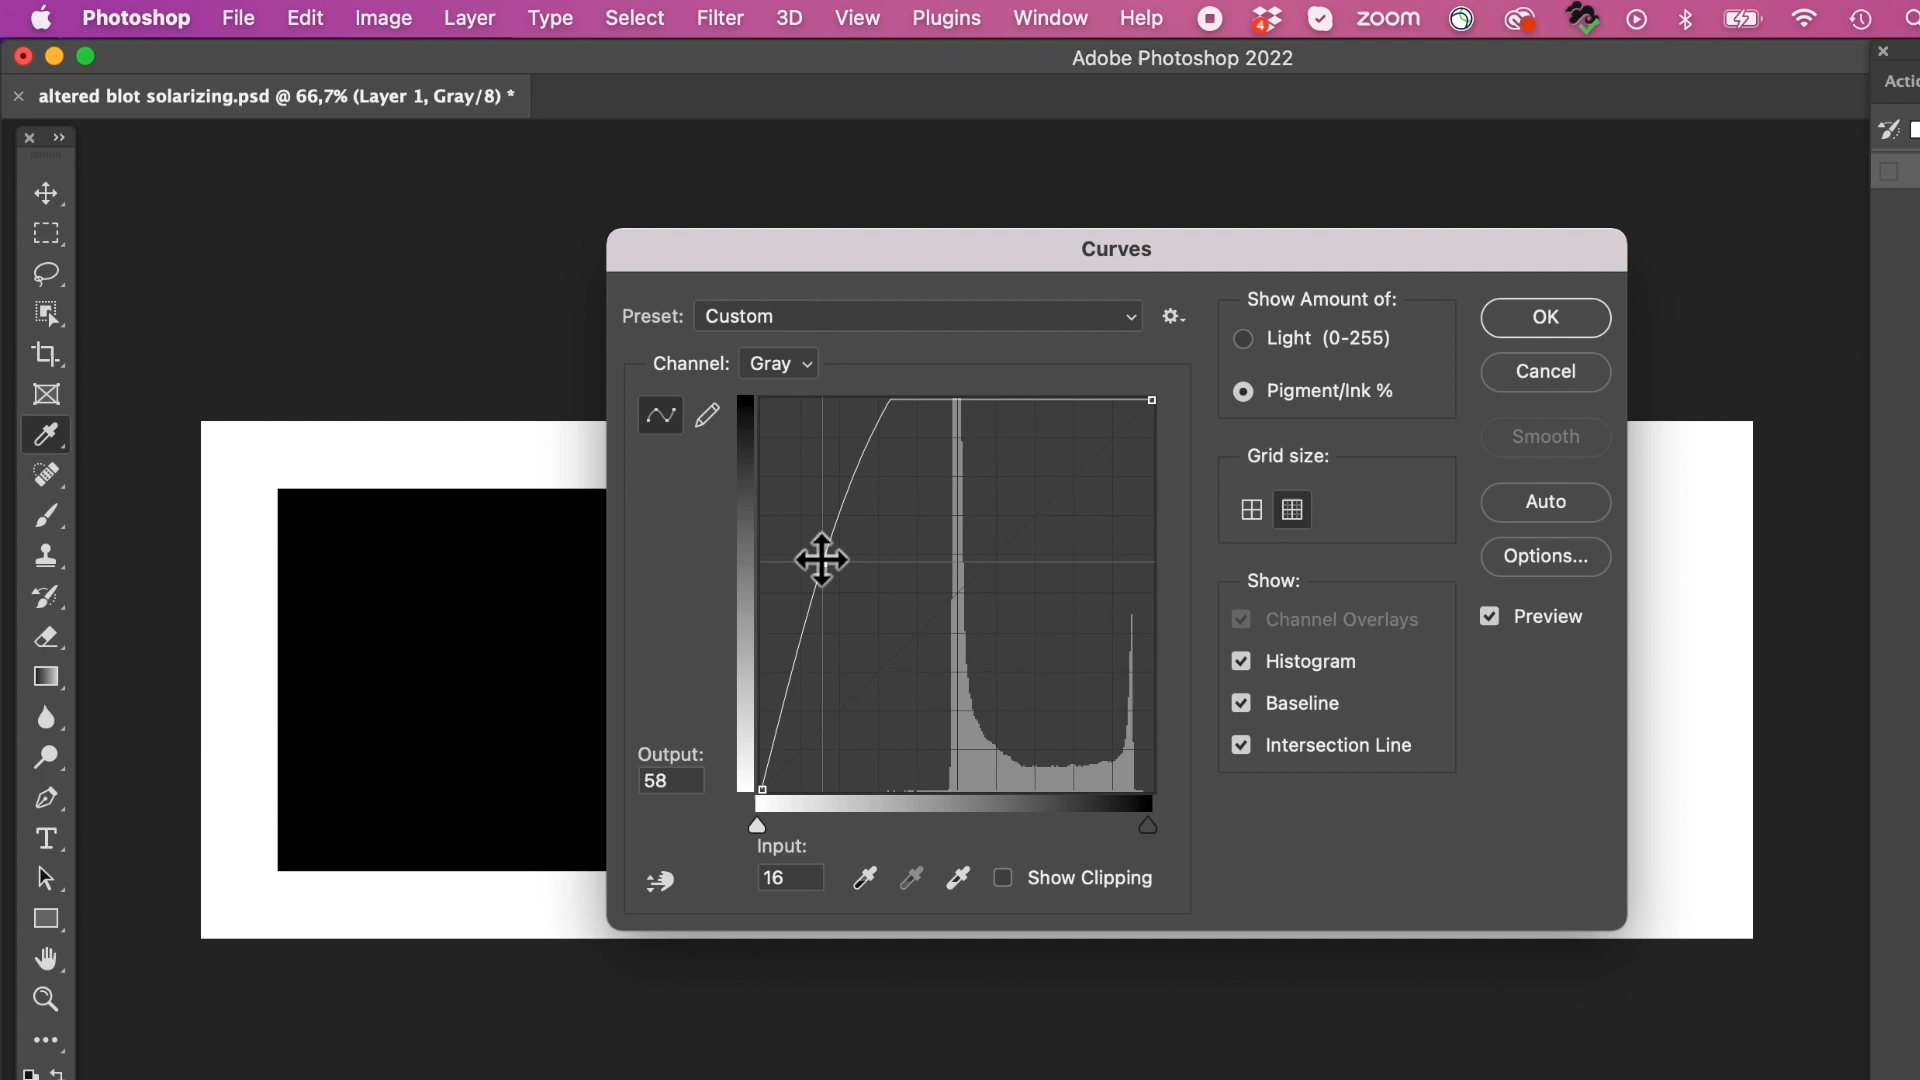 Photoshop File Edit Image Layer Type Select Filter 3D View Plugins Window Help 4 zoom
Adobe Photoshop 2022
altered blot solarizing.psd @ 66,7% (Layer 1, Gray/8) *
Curves
Preset: Custom
Channel: Gray
Output:
58
Input:
16
Show Clipping
Show Amount of:
Light (0-255)
Pigment/Ink %
Grid size:
Show:
Channel Overlays
Histogram
Baseline
Intersection Line
OK
Cancel
Smooth
Auto
Options...
Preview